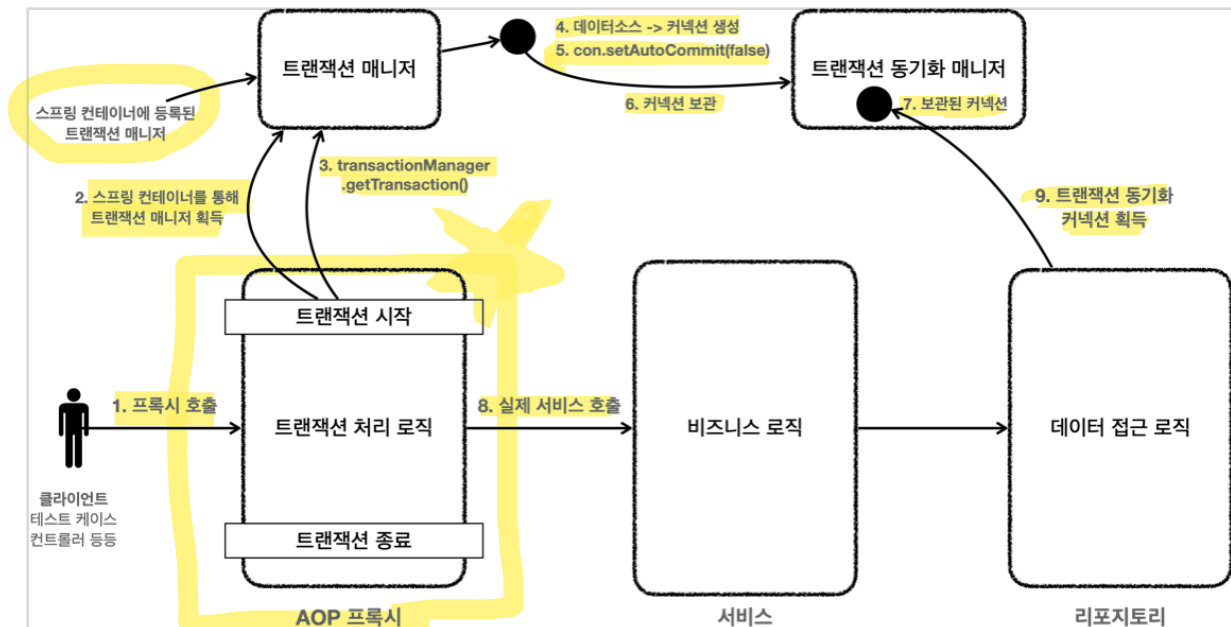 트랜잭션 매니저
4. 데이터소스 -> 커넥션 생성
5. con.setAutoCommit(false)
트랜잭션 동기화 매니저
스프링 컨테이너에 등록된
트랜잭션 매니저
6. 커넥션 보관
7. 보관된 커넥션
3. transactionManager
.getTransaction()
2. 스프링 컨테이너를 통해
트랜잭션 매니저 획득
9. 트랜잭션 동기화
커넥션 획득
트랜잭션 시작
1. 프록시 호출
트랜잭션 처리 로직
8. 실제 서비스 호출
비즈니스 로직
데이터 접근 로직
클라이언트
테스트 케이스
컨트롤러 등등
트랜잭션 종료
AOP 프록시
서비스
리포지토리